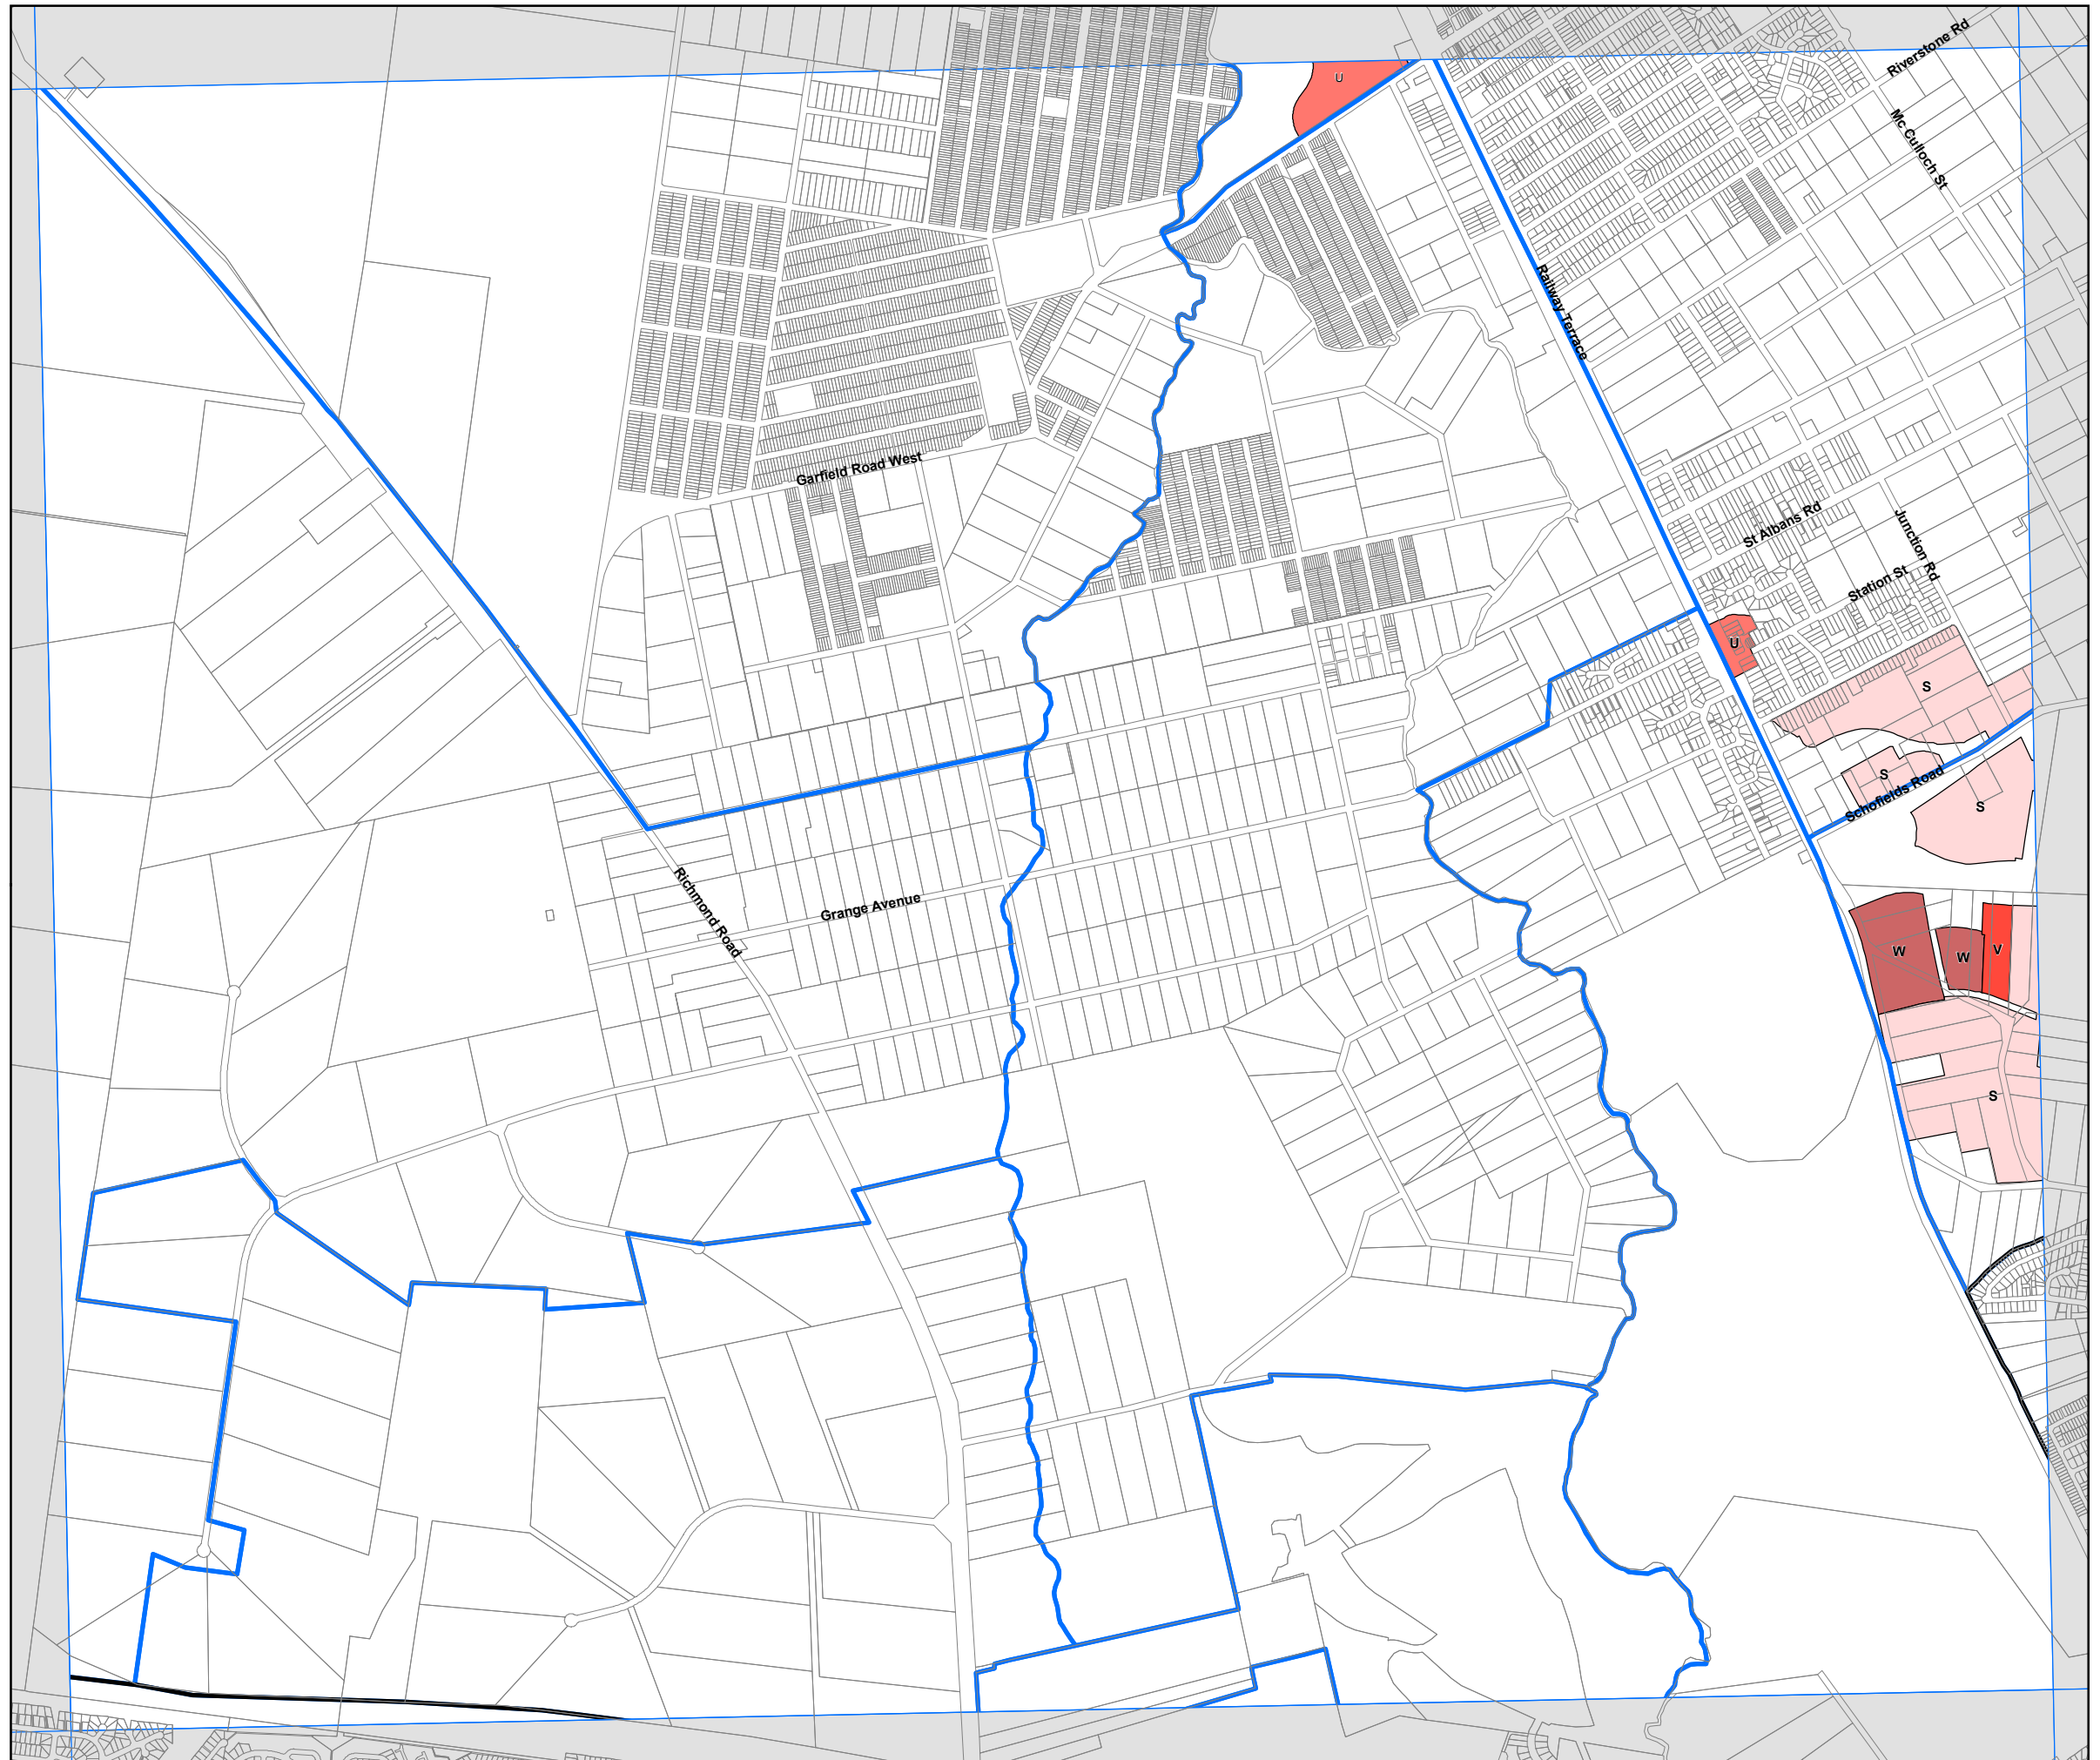 U
Riverstone Rd
Mc Culloch St
Railway Terrace
Garfield Road West
St Albans Rd
Junction Rd
Station St
U
S
S
Schofields Road
S
Richmond Road
Grange Avenue
W
W
V
S